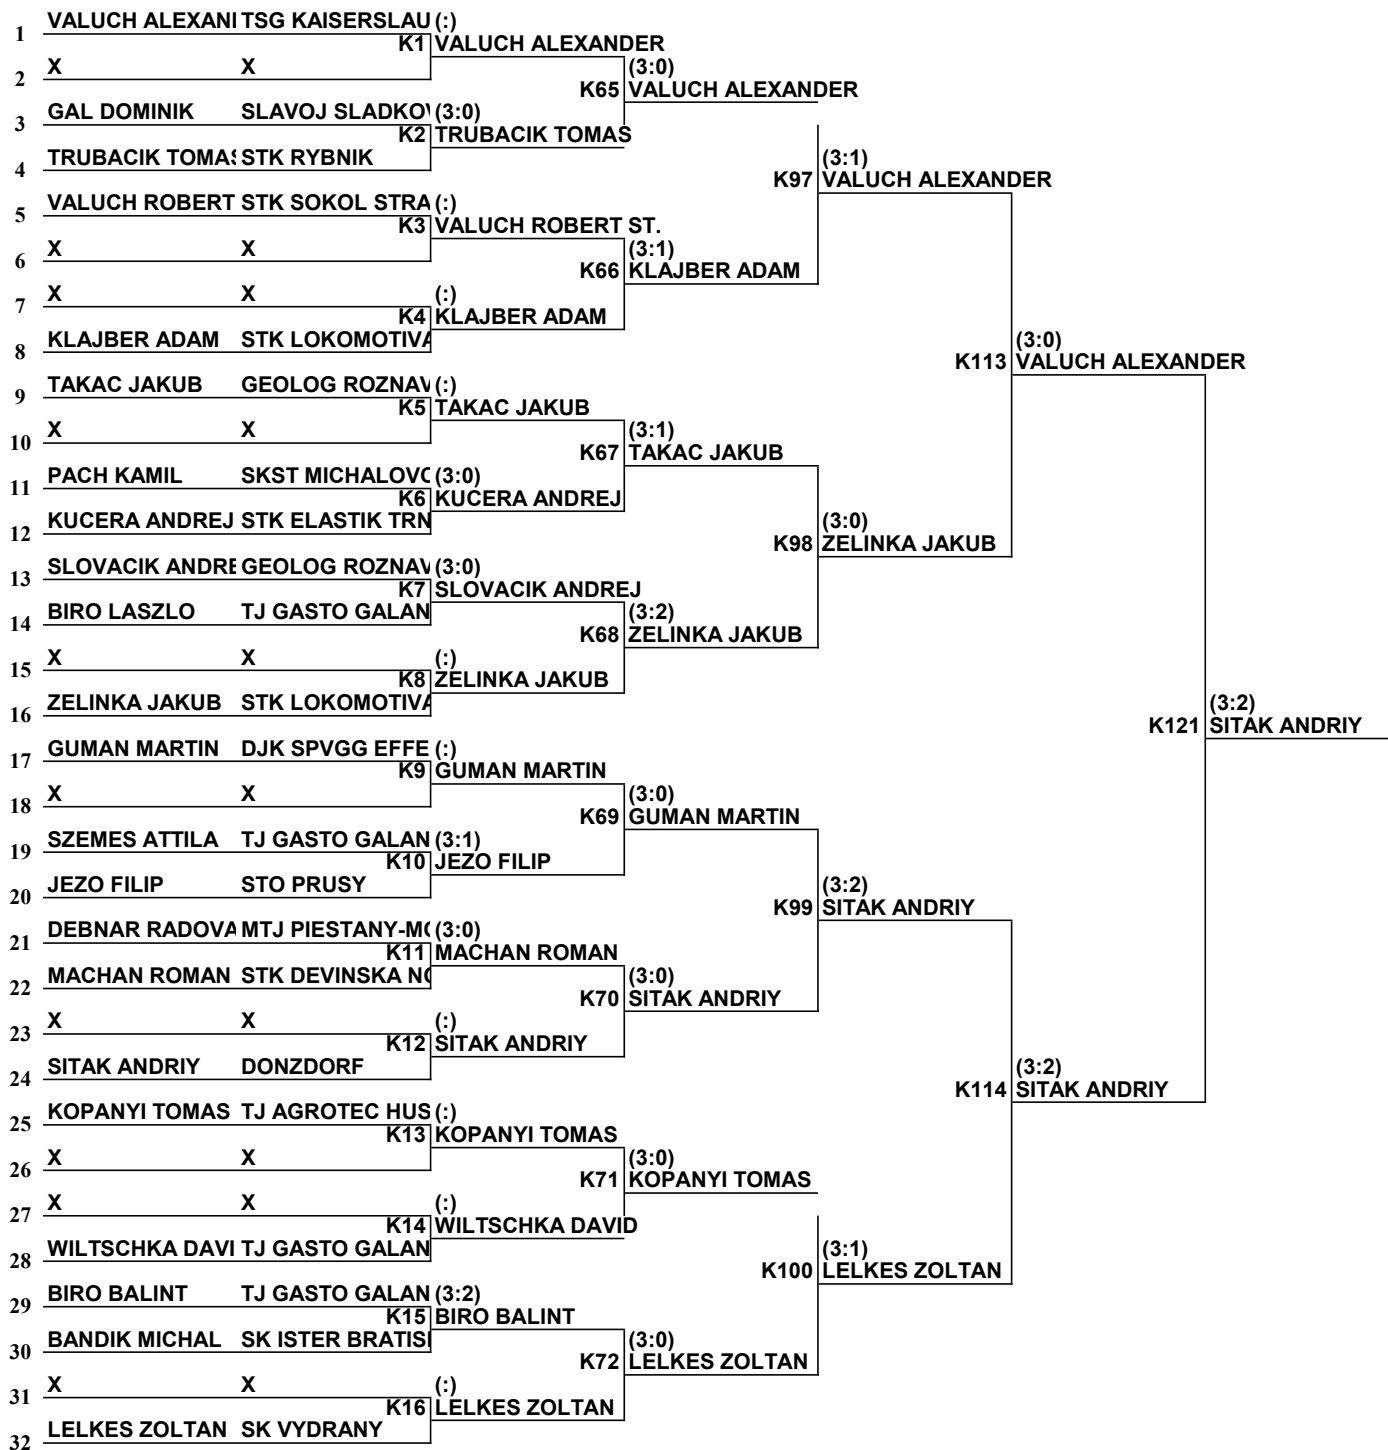 VALUCH ALEXANI TSG KAISERSLAU (:)
1
K1 VALUCH ALEXANDER
X X
2
(3:0)
K65 VALUCH ALEXANDER
GAL DOMINIK SLAVOJ SLADKOV (3:0)
3
K2 TRUBACIK TOMAS
TRUBACIK TOMAS STK RYBNIK
4
(3:1)
K97 VALUCH ALEXANDER
VALUCH ROBERT STK SOKOL STRA (:)
5
K3 VALUCH ROBERT ST.
X X
6
(3:1)
K66 KLAJBER ADAM
X X (:)
7
K4 KLAJBER ADAM
KLAJBER ADAM STK LOKOMOTIVA
8
(3:0)
K113 VALUCH ALEXANDER
TAKAC JAKUB GEOLOG ROZNAV (:)
9
K5 TAKAC JAKUB
X X
10
(3:1)
K67 TAKAC JAKUB
PACH KAMIL SKST MICHALOVC (3:0)
11
K6 KUCERA ANDREJ
KUCERA ANDREJ STK ELASTIK TRN
12
(3:0)
K98 ZELINKA JAKUB
SLOVACIK ANDRE GEOLOG ROZNAV (3:0)
13
K7 SLOVACIK ANDREJ
BIRO LASZLO TJ GASTO GALAN
14
(3:2)
K68 ZELINKA JAKUB
X X (:)
15
K8 ZELINKA JAKUB
ZELINKA JAKUB STK LOKOMOTIVA
16
(3:2)
K121 SITAK ANDRIY
GUMAN MARTIN DJK SPVGG EFFE (:)
17
K9 GUMAN MARTIN
X X
18
(3:0)
K69 GUMAN MARTIN
SZEMES ATTILA TJ GASTO GALAN (3:1)
19
K10 JEZO FILIP
JEZO FILIP STO PRUSY
20
(3:2)
K99 SITAK ANDRIY
DEBNAR RADOVA MTJ PIESTANY-MO (3:0)
21
K11 MACHAN ROMAN
MACHAN ROMAN STK DEVINSKA NO
22
(3:0)
K70 SITAK ANDRIY
X X (:)
23
K12 SITAK ANDRIY
SITAK ANDRIY DONZDORF
24
(3:2)
K114 SITAK ANDRIY
KOPANYI TOMAS TJ AGROTEC HUS (:)
25
K13 KOPANYI TOMAS
X X
26
(3:0)
K71 KOPANYI TOMAS
X X (:)
27
K14 WILTSCHKA DAVID
WILTSCHKA DAVI TJ GASTO GALAN
28
(3:1)
K100 LELKES ZOLTAN
BIRO BALINT TJ GASTO GALAN (3:2)
29
K15 BIRO BALINT
BANDIK MICHAL SK ISTER BRATISL
30
(3:0)
K72 LELKES ZOLTAN
X X (:)
31
K16 LELKES ZOLTAN
LELKES ZOLTAN SK VYDRANY
32